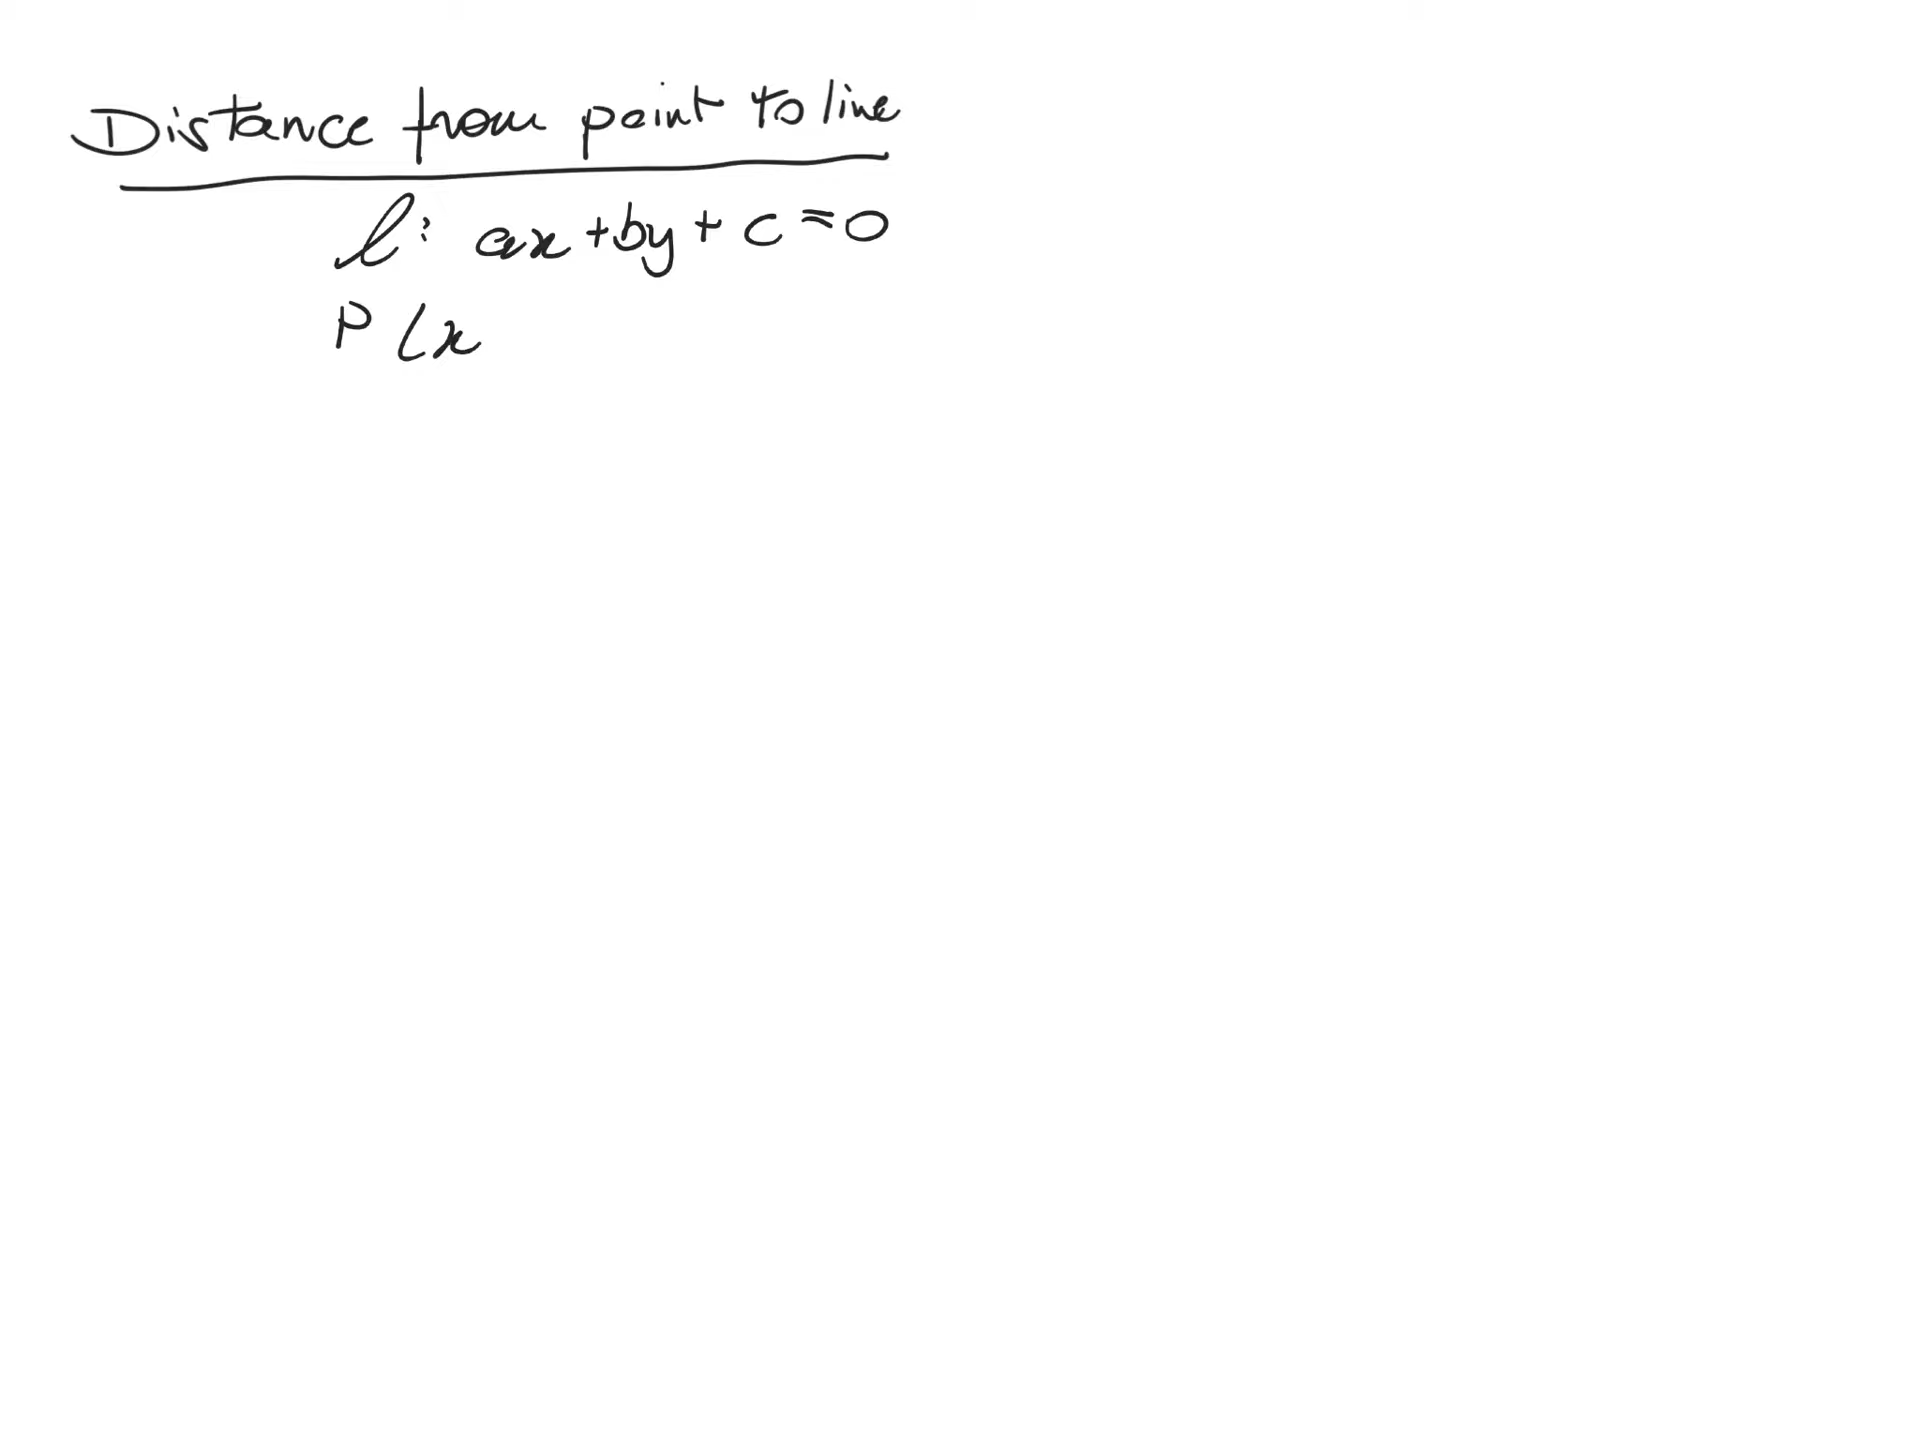 Distance from point to line
l: ax + by + c = 0
P (x